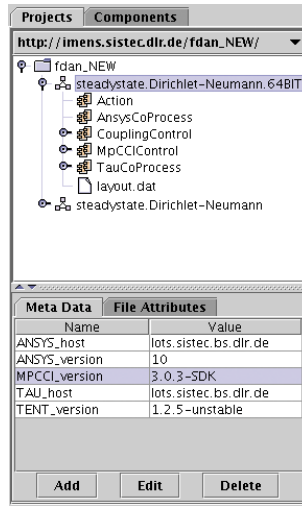 Projects Components
http://imens.sistec.dlr.de/fdan_NEW/
fdan_NEW
steadystate.Dirichlet-Neumann.64BIT
Action
AnsysCoProcess
CouplingControl
MpCCIControl
TauCoProcess
layout.dat
steadystate.Dirichlet-Neumann
Meta Data File Attributes
Name Value
ANSYS_host lots.sistec.bs.dlr.de
ANSYS_version 10
MPCCI_version 3.0.3-SDK
TAU_host lots.sistec.bs.dlr.de
TENT_version 1.2.5-unstable
Add Edit Delete